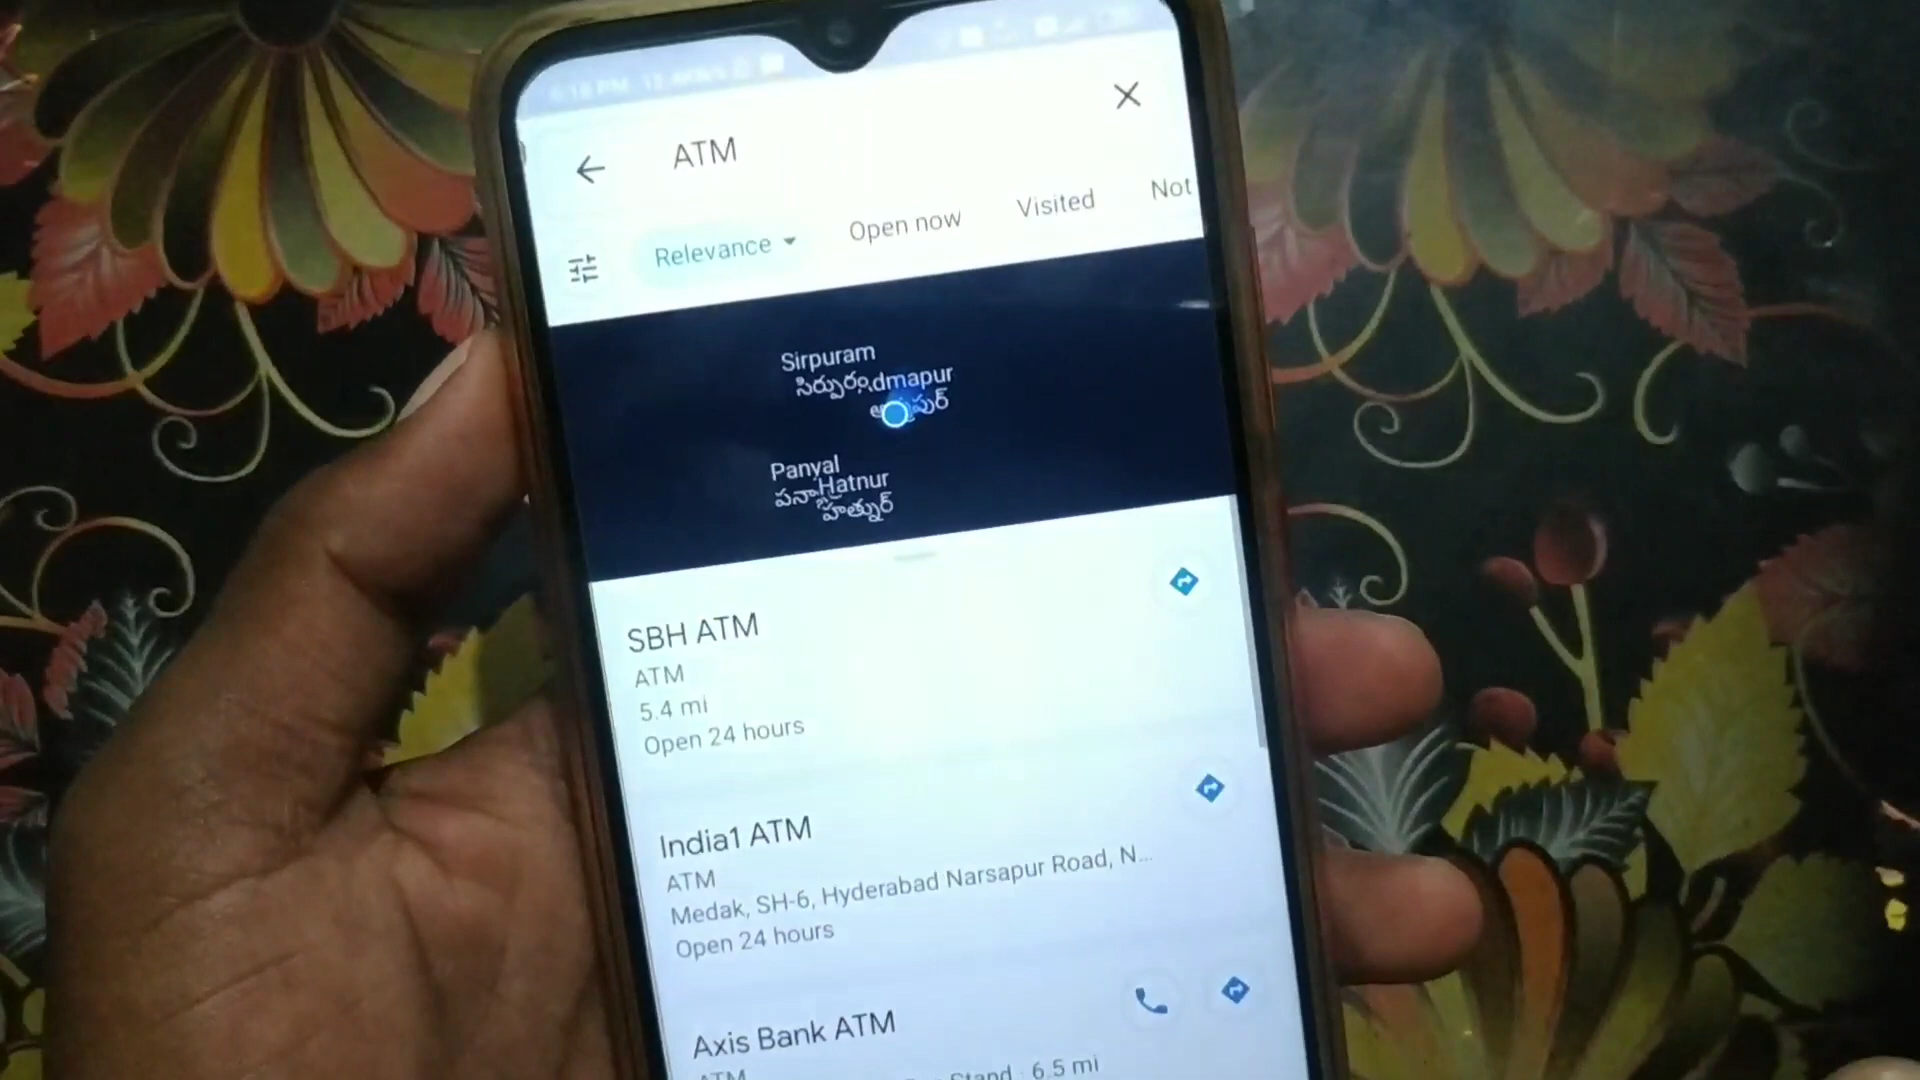 ATM
Relevance
Open now
Visited
Not
Sirpuram
సిర్పురం
dmapur
Panyal
Hatnur
హత్నూర్
SBH ATM
ATM
5.4 mi
Open 24 hours
India1 ATM
ATM
Medak, SH-6, Hyderabad Narsapur Road, N...
Open 24 hours
Axis Bank ATM
ATM
Stand · 6.5 mi